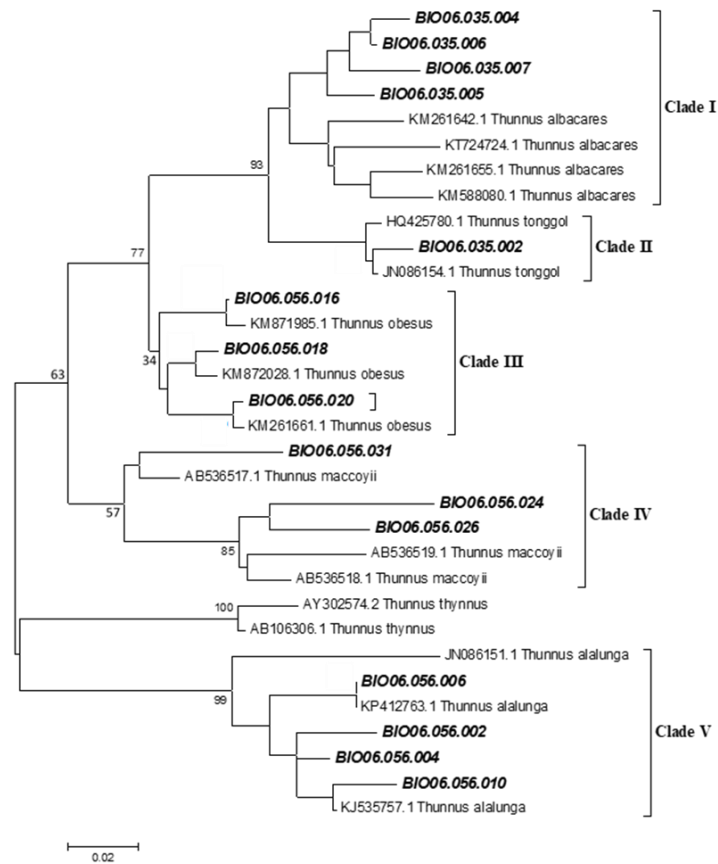 BIO06.035.004
BIO06.035.006
BIO06.035.007
BIO06.035.005
Clade I
KM261642.1 Thunnus albacares
KT724724.1 Thunnus albacares
93
KM261655.1 Thunnus albacares
KM588080.1 Thunnus albacares
HQ425780.1 Thunnus tonggol
BIO06.035.002
Clade II
77
JN086154.1 Thunnus tonggol
BIO06.056.016
KM871985.1 Thunnus obesus
BIO06.056.018
34
Clade III
63
KM872028.1 Thunnus obesus
BIO06.056.020
KM261661.1 Thunnus obesus
BIO06.056.031
AB536517.1 Thunnus maccoyii
BIO06.056.024
57
Clade IV
BIO06.056.026
85
AB536519.1 Thunnus maccoyii
AB536518.1 Thunnus maccoyii
100
AY302574.2 Thunnus thynnus
AB106306.1 Thunnus thynnus
JN086151.1 Thunnus alalunga
BIO06.056.006
99
KP412763.1 Thunnus alalunga
BIO06.056.002
Clade V
BIO06.056.004
BIO06.056.010
KJ535757.1 Thunnus alalunga
0.02